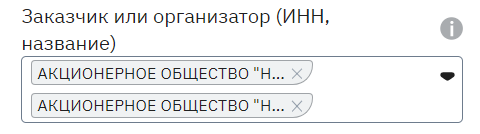 Заказчик или организатор (ИНН,
название)
АКЦИОНЕРНОЕ ОБЩЕСТВО "Н...
АКЦИОНЕРНОЕ ОБЩЕСТВО "Н...